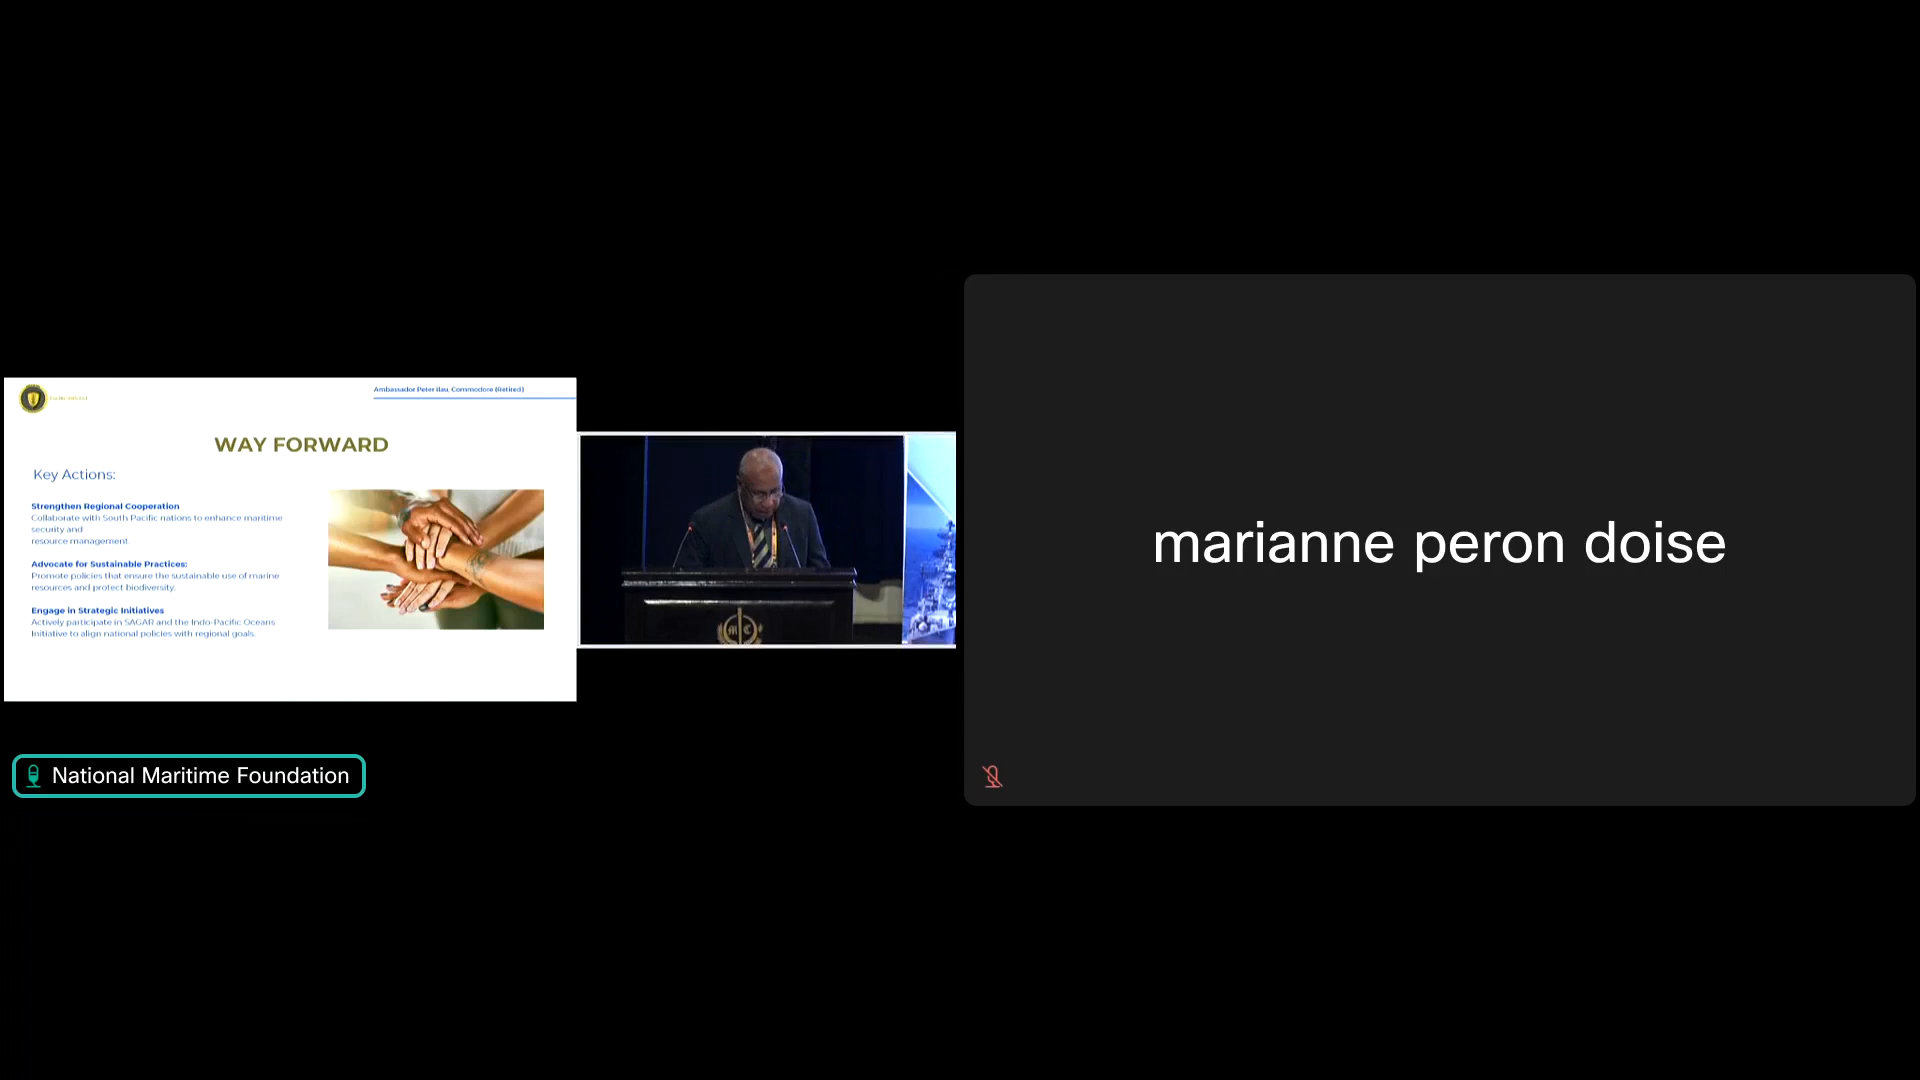 Ambassador Peter Ilau, Commodore (Retired)
WAY FORWARD
Key Actions:
Strengthen Regional Cooperation
Collaborate with South Pacific nations to enhance maritime
security and
resource management.
Advocate for Sustainable Practices:
Promote policies that ensure the sustainable use of marine
resources and protect biodiversity.
Engage in Strategic Initiatives
Actively participate in SAGAR and the Indo-Pacific Oceans
Initiative to align national policies with regional goals.
National Maritime Foundation
marianne peron doise